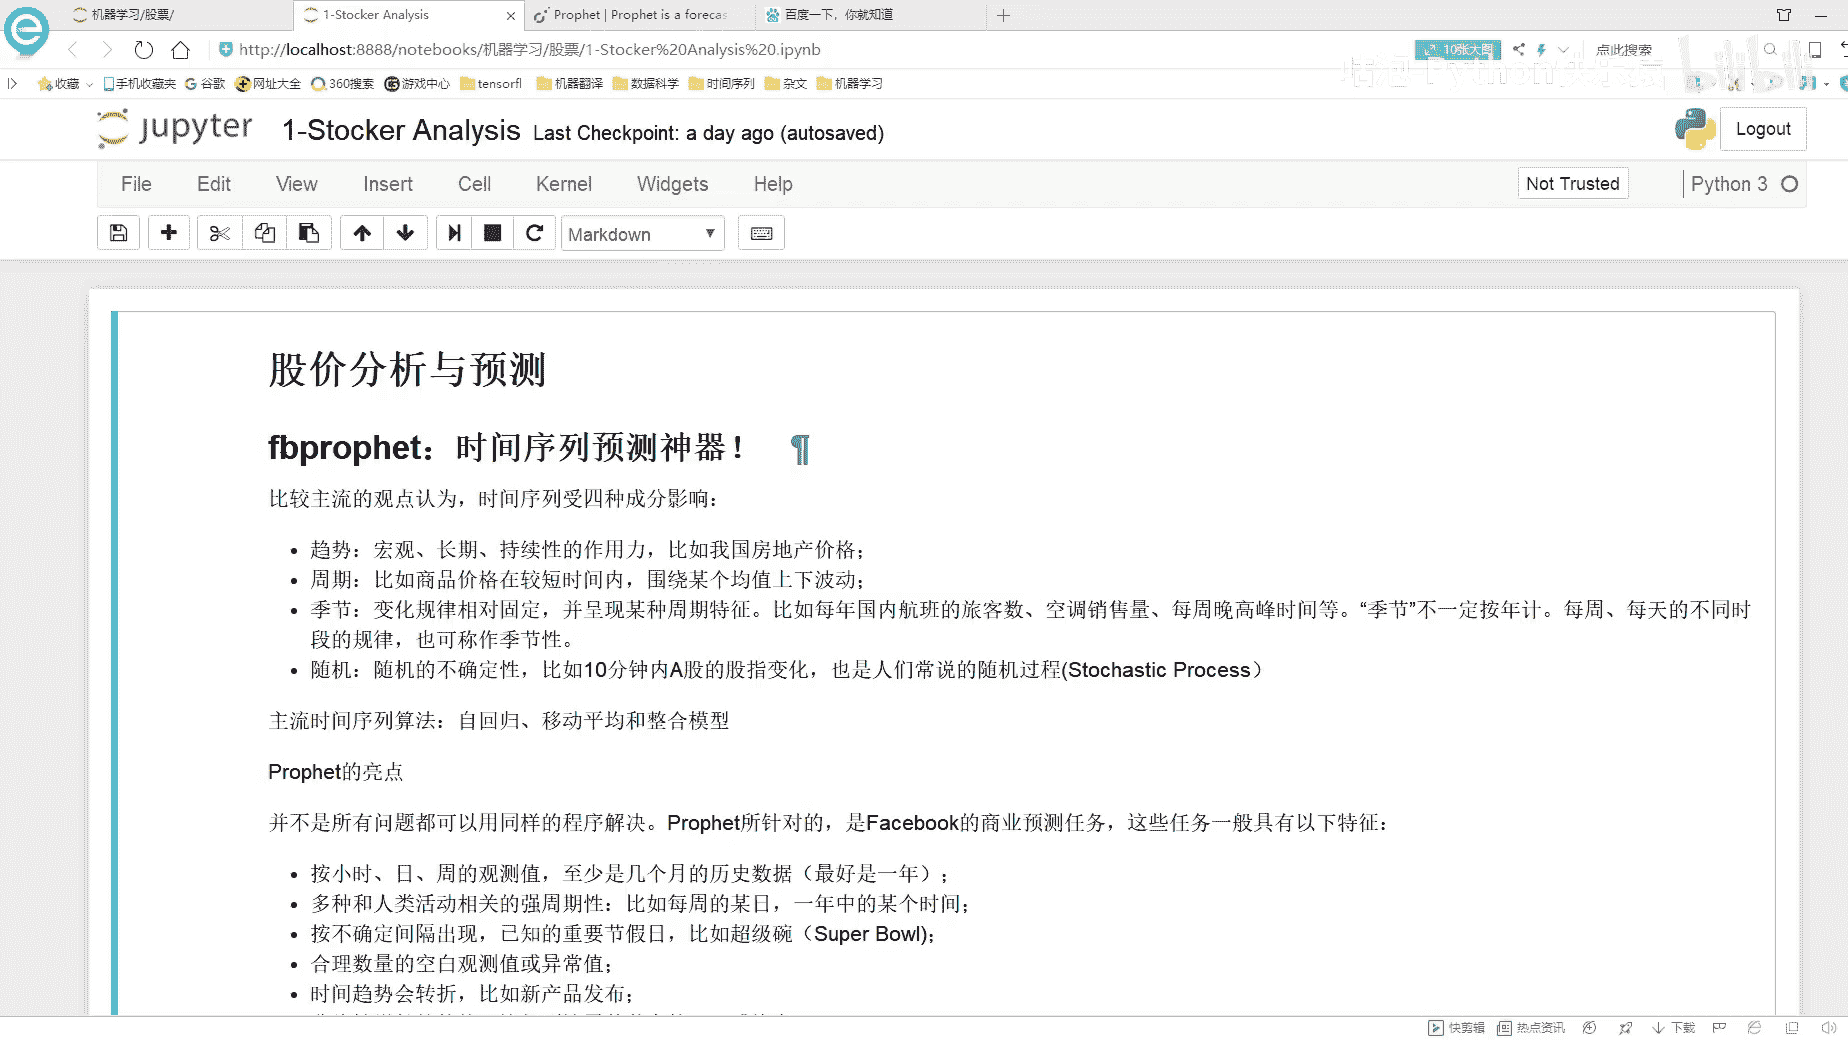 机器学习/股票/
1-Stocker Analysis
Prophet | Prophet is a forecas
百度一下，你就知道
http://localhost:8888/notebooks/机器学习/股票/1-Stocker%20Analysis%20.ipynb
10张大图
点此搜索
bilibili
收藏
手机收藏夹
谷歌
网址大全
360搜索
游戏中心
tensorfl
机器翻译
数据科学
时间序列
杂文
机器学习
jupyter 1-Stocker Analysis Last Checkpoint: a day ago (autosaved)
Logout
File Edit View Insert Cell Kernel Widgets Help
Not Trusted
Python 3
Markdown
股价分析与预测
fbprophet：时间序列预测神器！ ¶
比较主流的观点认为，时间序列受四种成分影响：
• 趋势：宏观、长期、持续性的作用力，比如我国房地产价格；
• 周期：比如商品价格在较短时间内，围绕某个均值上下波动；
• 季节：变化规律相对固定，并呈现某种周期特征。比如每年国内航班的旅客数、空调销售量、每周晚高峰时间等。“季节”不一定按年计。每周、每天的不同时
段的规律，也可称作季节性。
• 随机：随机的不确定性，比如10分钟内A股的股指变化，也是人们常说的随机过程(Stochastic Process）
主流时间序列算法：自回归、移动平均和整合模型
Prophet的亮点
并不是所有问题都可以用同样的程序解决。Prophet所针对的，是Facebook的商业预测任务，这些任务一般具有以下特征：
• 按小时、日、周的观测值，至少是几个月的历史数据（最好是一年）；
• 多种和人类活动相关的强周期性：比如每周的某日，一年中的某个时间；
• 按不确定间隔出现，已知的重要节假日，比如超级碗（Super Bowl)；
• 合理数量的空白观测值或异常值；
• 时间趋势会转折，比如新产品发布；
快剪辑
热点资讯
下载